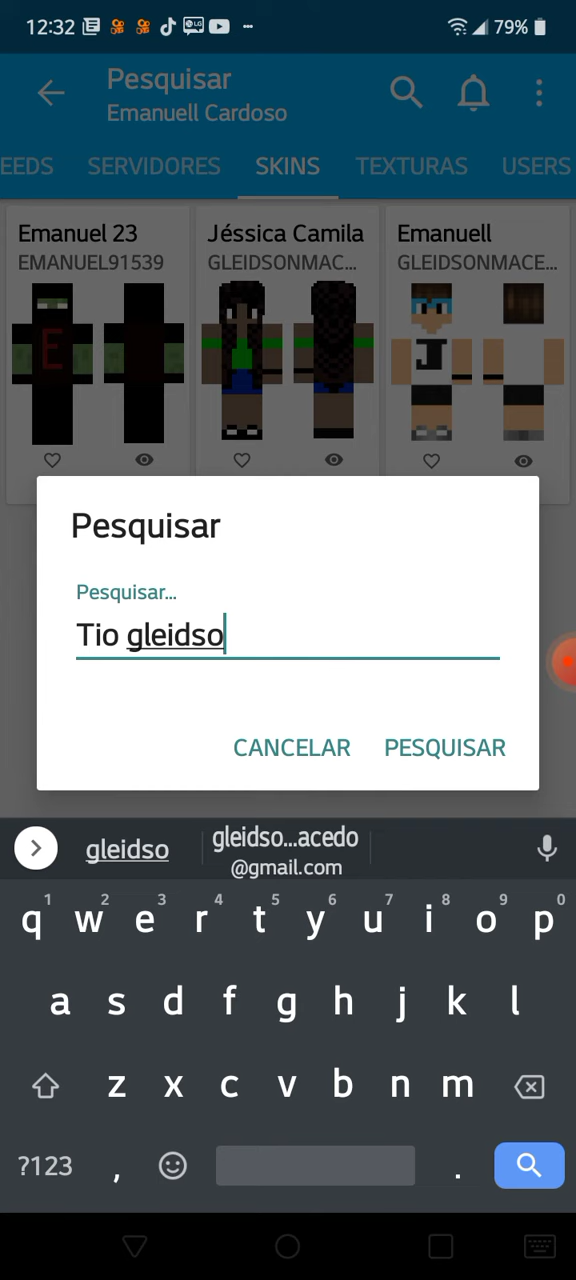 12:32 79%
Pesquisar
Emanuell Cardoso
EEDS SERVIDORES SKINS TEXTURAS USERS
Emanuel 23 Jéssica Camila Emanuell
EMANUEL91539 GLEIDSONMAC... GLEIDSONMACE...
E J
Pesquisar
Pesquisar...
Tio gleidso
CANCELAR PESQUISAR
gleidso gleidso...acedo
@gmail.com
1 2 3 4 5 6 7 8 9 0
q w e r t y u i o p
a s d f g h j k l
z x c v b n m
?123 , .